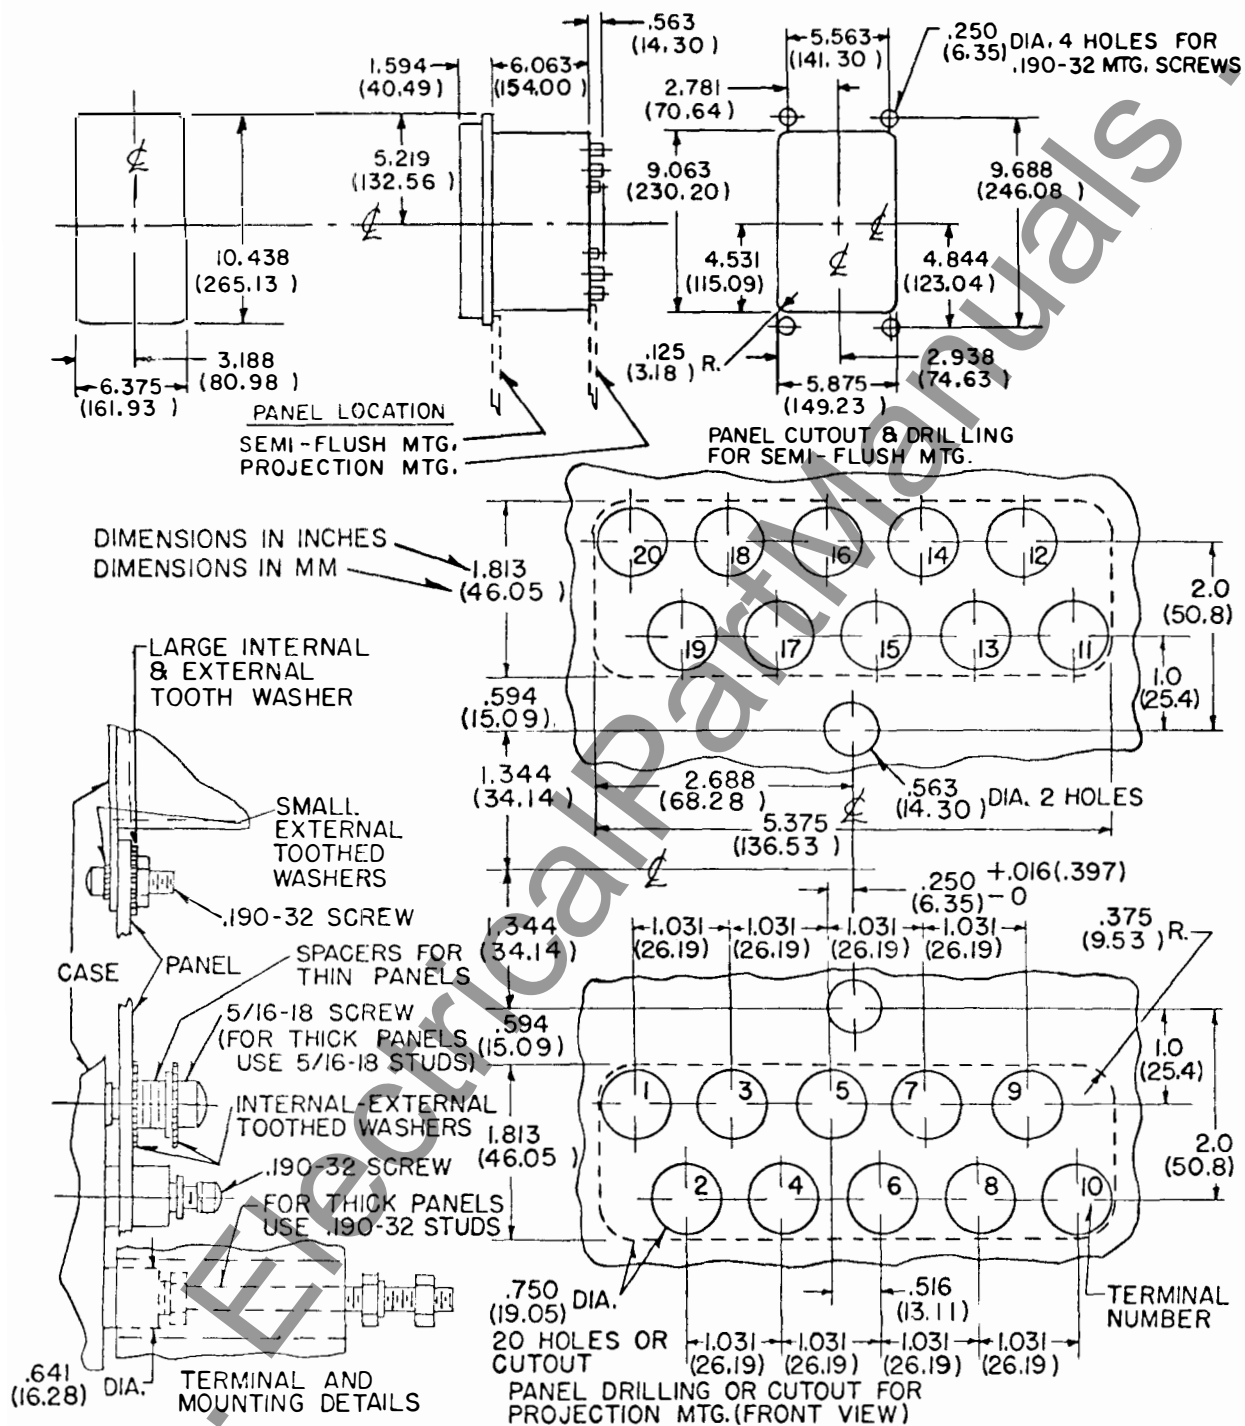 .563
(14.30 )
1.594
(40.49)
6.063
(154.00)
5.563
(141.30)
.250
(6.35)
DIA. 4 HOLES FOR
.190-32 MTG. SCREWS
2.781
(70.64)
℄
5.219
(132.56 )
9.063
(230.20)
9.688
(246.08 )
℄
℄
℄
10.438
(265.13 )
4.531
(115.09)
4.844
(123.04)
3.188
(80.98 )
6.375
(161.93 )
.125
(3.18 ) R.
2.938
(74.63 )
5.875
(149.23)
PANEL LOCATION
SEMI-FLUSH MTG.
PROJECTION MTG.
PANEL CUTOUT & DRILLING
FOR SEMI-FLUSH MTG.
DIMENSIONS IN INCHES
DIMENSIONS IN MM
1.813
(46.05 )
20 18 16 14 12
19 17 15 13 11
2.0
(50.8)
1.0
(25.4)
.594
(15.09)
1.344
(34.14 )
2.688
(68.28 )
℄
.563
(14.30 ) DIA. 2 HOLES
5.375
(136.53 )
℄
LARGE INTERNAL
& EXTERNAL
TOOTH WASHER
SMALL
EXTERNAL
TOOTHED
WASHERS
.190-32 SCREW
CASE
PANEL
SPACERS FOR
THIN PANELS
5/16-18 SCREW
(FOR THICK PANELS
USE 5/16-18 STUDS)
INTERNAL-EXTERNAL
TOOTHED WASHERS
.190-32 SCREW
FOR THICK PANELS
USE .190-32 STUDS
.641
(16.28 ) DIA.
TERMINAL AND
MOUNTING DETAILS
.250 +.016(.397)
(6.35) -0
1.344
(34.14)
1.031 1.031 1.031 1.031
(26.19) (26.19) (26.19) (26.19)
.375
(9.53 ) R.
.594
(15.09)
1.0
(25.4)
1 3 5 7 9
1.813
(46.05 )
2 4 6 8 10
2.0
(50.8)
.750
(19.05) DIA.
20 HOLES OR
CUTOUT
.516
(13.11)
TERMINAL
NUMBER
1.031 1.031 1.031 1.031
(26.19) (26.19) (26.19) (26.19)
PANEL DRILLING OR CUTOUT FOR
PROJECTION MTG.(FRONT VIEW)
. ElectricalPartManuals .